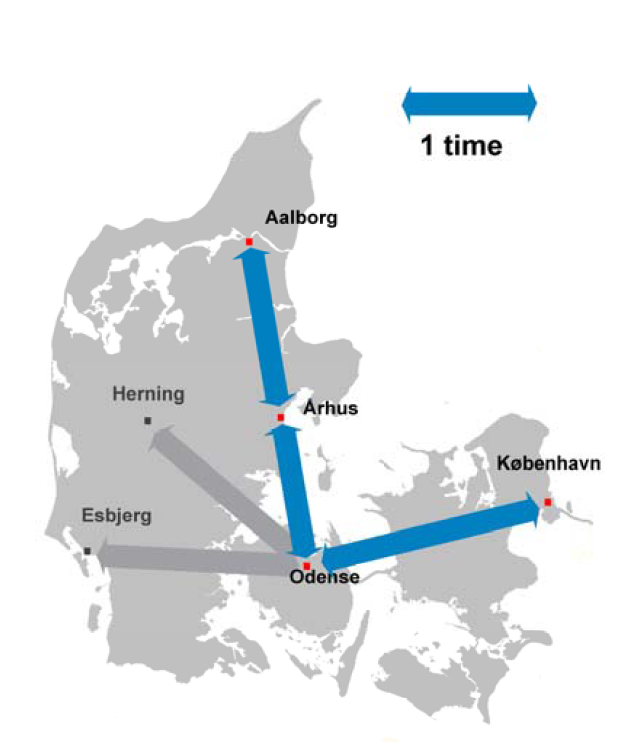 1 time
Aalborg
Herning
Århus
København
Esbjerg
Odense